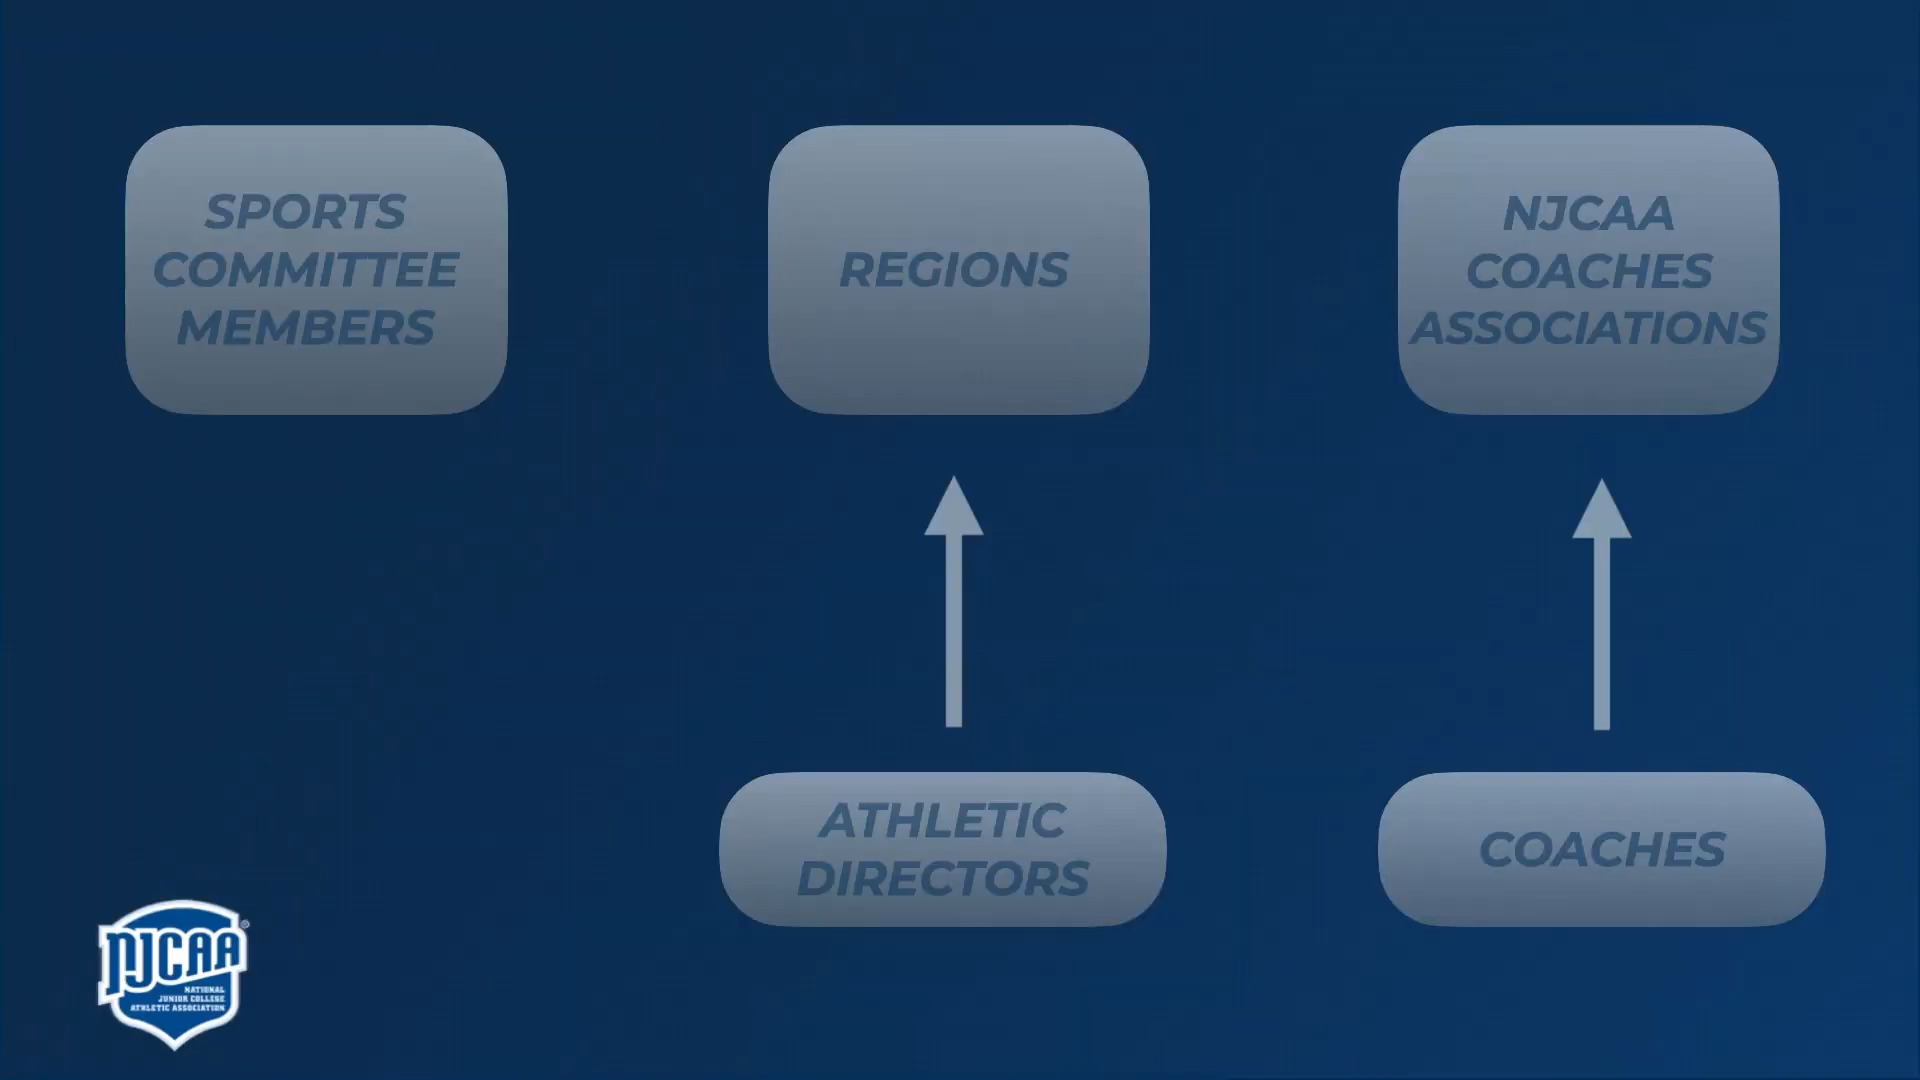 SPORTS
COMMITTEE
MEMBERS
REGIONS
NJCAA
COACHES
ASSOCIATIONS
ATHLETIC
DIRECTORS
COACHES
NJCAA®
NATIONAL
JUNIOR COLLEGE
ATHLETIC ASSOCIATION